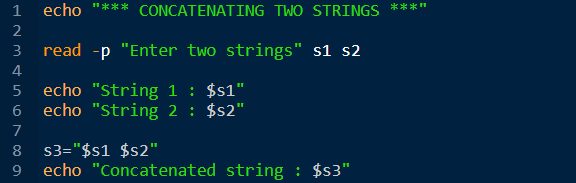 1 echo "*** CONCATENATING TWO STRINGS ***"
2
3 read -p "Enter two strings" s1 s2
4
5 echo "String 1 : $s1"
6 echo "String 2 : $s2"
7
8 s3="$s1 $s2"
9 echo "Concatenated string : $s3"